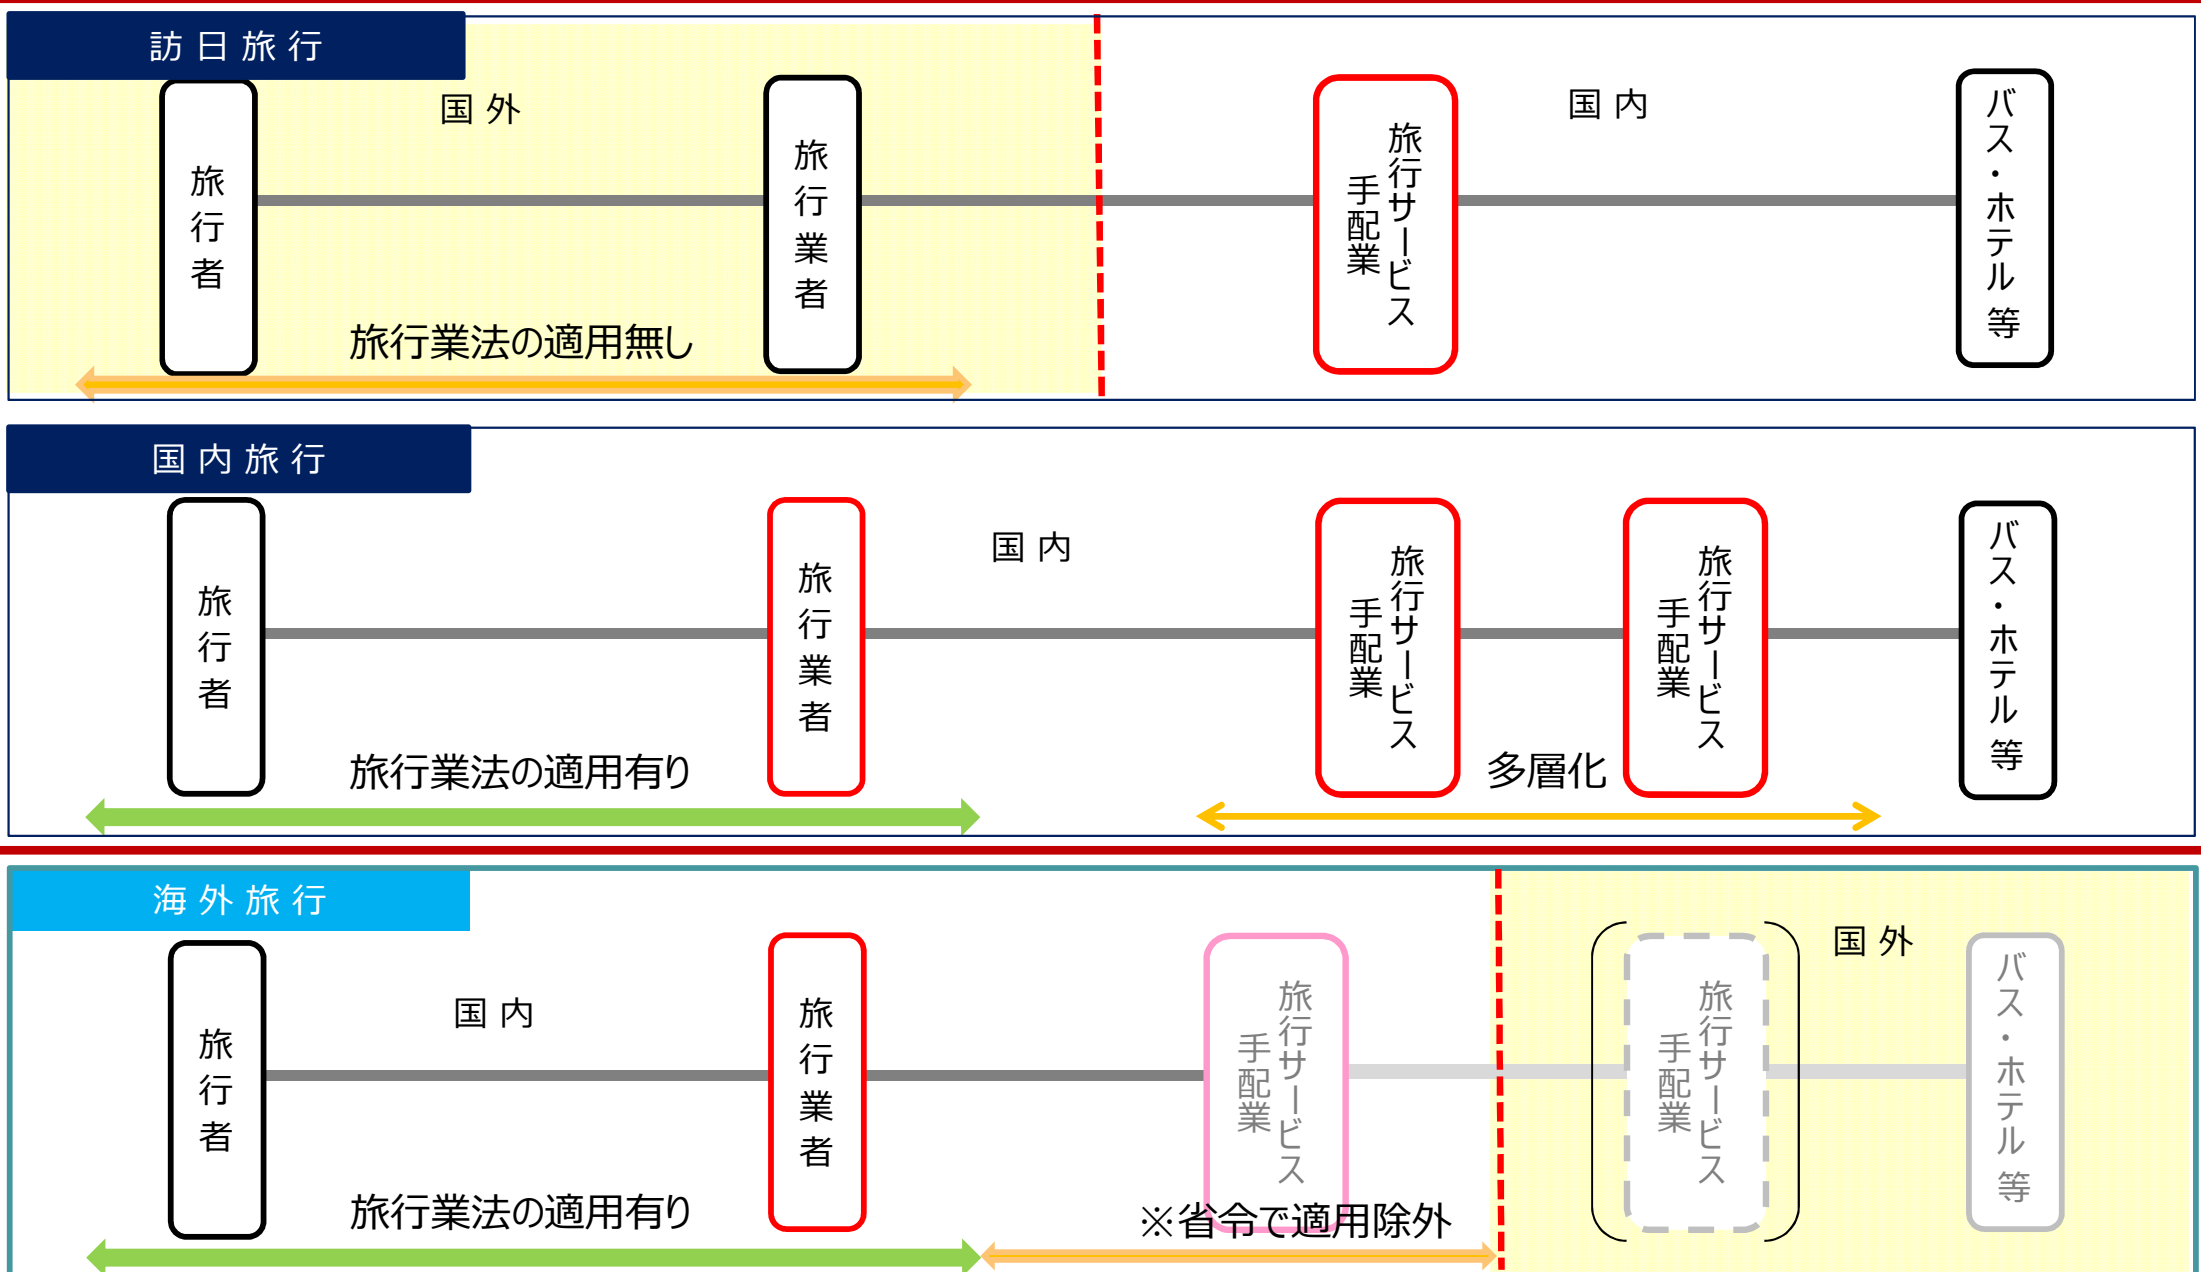 訪日旅行
国外
国内
旅行者
旅行業者
旅行サービス
手配業
バス・ホテル 等
旅行業法の適用無し
国内旅行
国内
旅行者
旅行業者
旅行サービス
手配業
旅行サービス
手配業
バス・ホテル 等
旅行業法の適用有り
多層化
海外旅行
国内
国外
旅行者
旅行業者
旅行サービス
手配業
旅行サービス
手配業
バス・ホテル 等
旅行業法の適用有り
※省令で適用除外